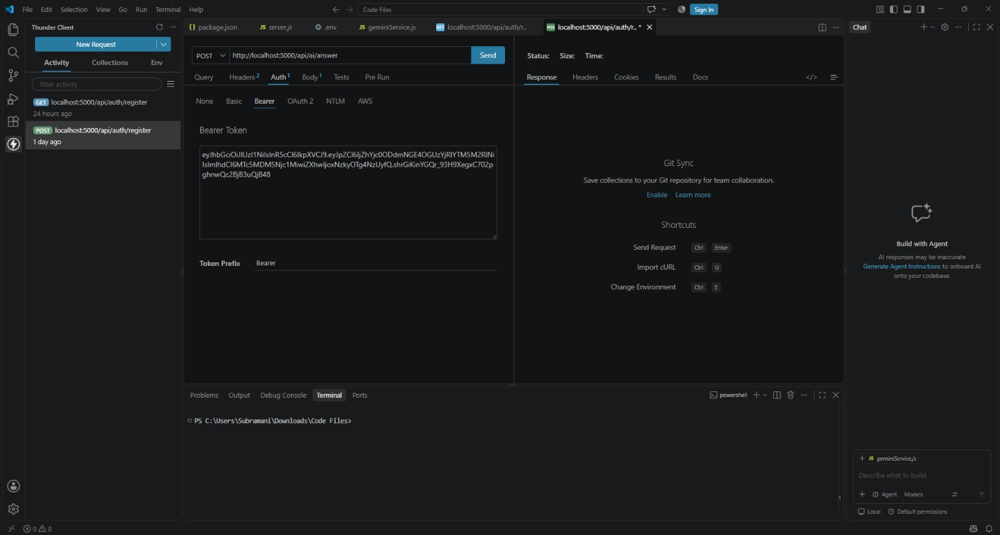 File Edit Selection View Go Run Terminal Help
Code Files
Sign In
Thunder Client
New Request
Activity Collections Env
filter activity
GET localhost:5000/api/auth/register
24 hours ago
POST localhost:5000/api/auth/register
1 day ago
{} package.json
JS server.js
.env
JS geminiService.js
GET localhost:5000/api/auth/r..
POS localhost:5000/api/auth/r.. *
POST http://localhost:5000/api/ai/answer
Send
Query Headers 2 Auth 1 Body 1 Tests Pre Run
None Basic Bearer OAuth 2 NTLM AWS
Bearer Token
Token Prefix Bearer
Status: Size: Time:
Response Headers Cookies Results Docs
Git Sync
Save collections to your Git repository for team collaboration.
Enable Learn more
Shortcuts
Send Request Ctrl Enter
Import cURL Ctrl U
Change Environment Ctrl E
Problems Output Debug Console Terminal Ports
powershell
PS C:\Users\Subramani\Downloads\Code Files>
Chat
Build with Agent
AI responses may be inaccurate
Generate Agent Instructions to onboard AI
onto your codebase.
JS geminiService.js
Describe what to build
Agent Models
Local Default permissions
0 0